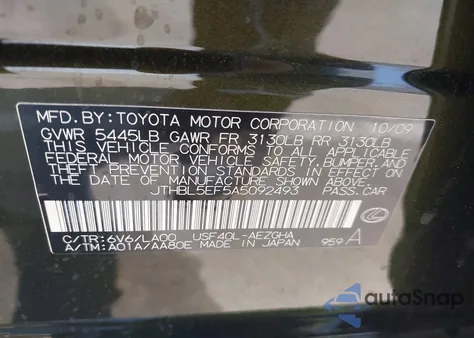 MFD.BY:TOYOTA MOTOR CORPORATION 10/09
GVWR 5445LB GAWR FR 3130LB RR 3130LB
THIS VEHICLE CONFORMS TO ALL APPLICABLE
FEDERAL MOTOR VEHICLE SAFETY,BUMPER,AND
THEFT PREVENTION STANDARDS IN EFFECT ON
THE DATE OF MANUFACTURE SHOWN ABOVE.
JTHBL5EF5A5092493 PASS.CAR
C/TR:6V6/LA00 USF40L-AEZGHA
A/TM:A01A/AA80E MADE IN JAPAN 959 A
autoSnap